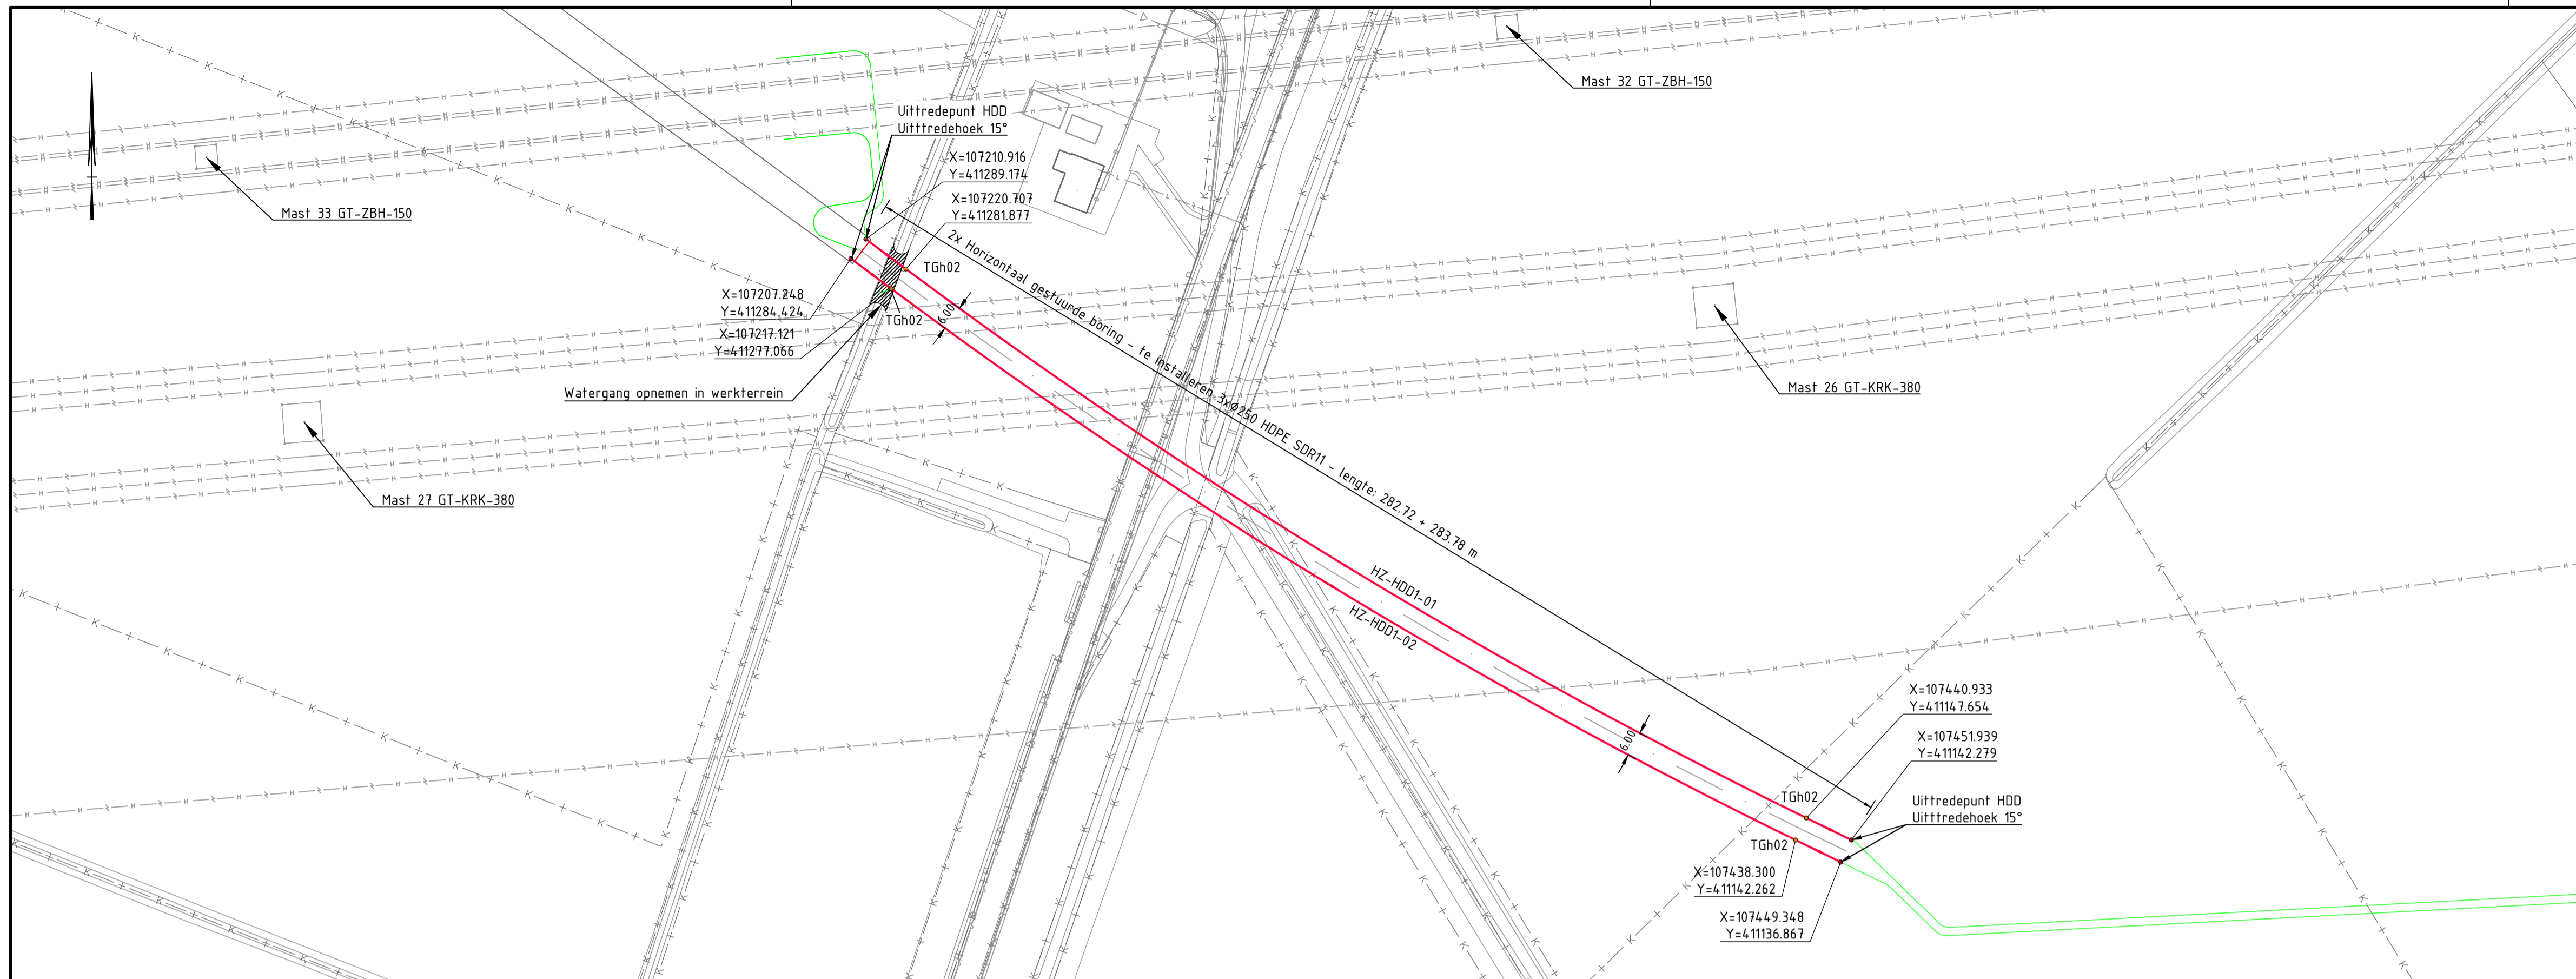 Mast 32 GT-ZBH-150
Uittredepunt HDD
Uitttredehoek 15°
X=107210.916
Y=411289.174
X=107220.707
Y=411281.877
Mast 33 GT-ZBH-150
TGh02
2x Horizontaal gestuurde boring - te installeren 3xø250 HDPE SDR11 - lengte: 282.72 + 283.78 m
X=107207.248
Y=411284.424
TGh02
6.00
X=107217.121
Y=411277.066
Watergang opnemen in werkterrein
Mast 26 GT-KRK-380
Mast 27 GT-KRK-380
HZ-HDD1-01
HZ-HDD1-02
X=107440.933
Y=411147.654
6.00
X=107451.939
Y=411142.279
TGh02
Uittredepunt HDD
Uitttredehoek 15°
TGh02
X=107438.300
Y=411142.262
X=107449.348
Y=411136.867